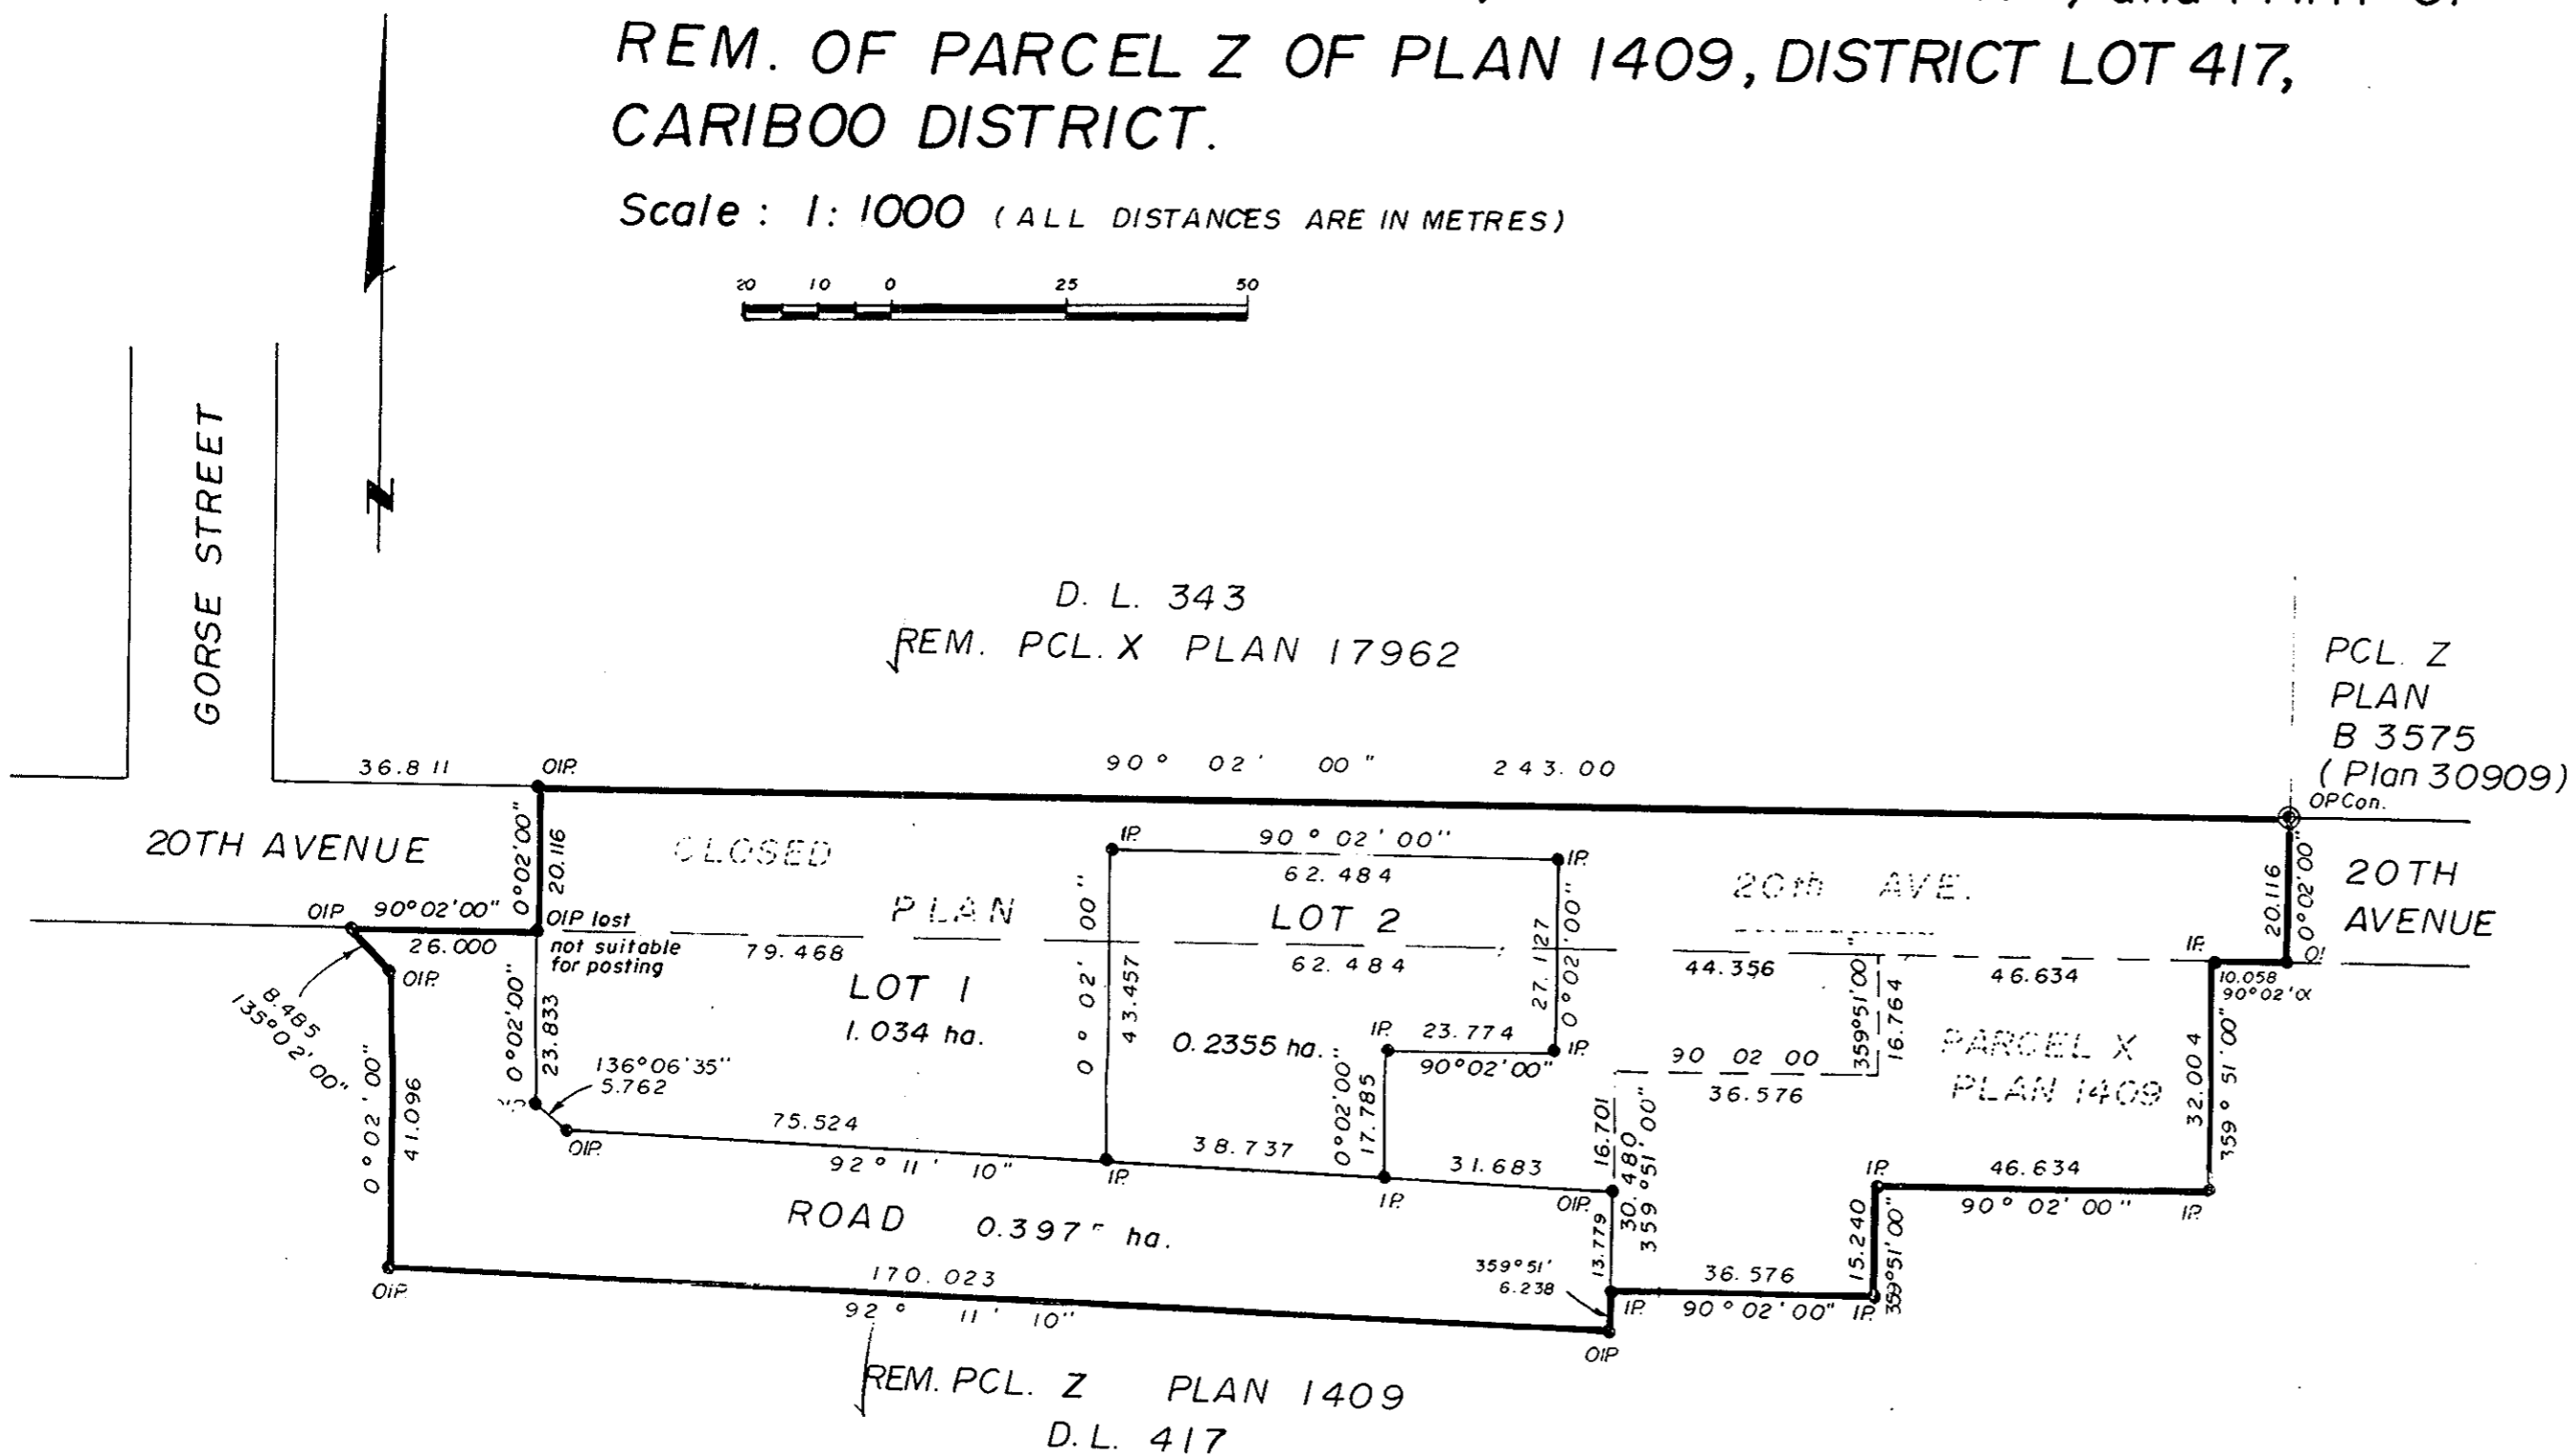 and PART OF
REM. OF PARCEL Z OF PLAN 1409, DISTRICT LOT 417,
CARIBOO DISTRICT.
Scale : 1: 1000 ( ALL DISTANCES ARE IN METRES )
20 10 0 25 50
GORSE STREET
N
D. L. 343
REM. PCL. X PLAN 17962
PCL. Z
PLAN
B 3575
( Plan 30909)
OP Con.
36.811
OIP.
90° 02' 00" 243.00
20TH AVENUE
0°02'00"
20.116
CLOSED
PLAN
20th AVE.
IP.
90° 02' 00"
62.484
IP.
LOT 2
62.484
0.2355 ha.
20.116
0°02'00"
20TH
AVENUE
OIP
90°02'00"
26.000
OIP lost
not suitable
for posting
79.468
8.485
135°02'00"
OIP.
0°02'00"
23.833
LOT 1
1.034 ha.
0° 02' 00"
43.457
27.127
0°02'00"
44.356
359°51'00"
16.764
46.634
IP.
10.058
IP.
23.774
90°02'00"
IP.
90 02 00
36.576
PARCEL X
PLAN 1409
32.004
359° 51' 00"
0° 02' 00"
41.096
136°06'35"
5.762
OIP.
75.524
92° 11' 10"
IP.
38.737
0°02'00"
17.785
IP.
31.683
OIP.
16.701
30.480
359°51'00"
13.779
IP.
46.634
90° 02' 00"
IP.
ROAD
ha.
15.240
359°51'00"
OIP.
170.023
92° 11' 10"
359°51'
6.238
OIP
IP.
36.576
90° 02' 00"
IP.
REM. PCL. Z PLAN 1409
D. L. 417